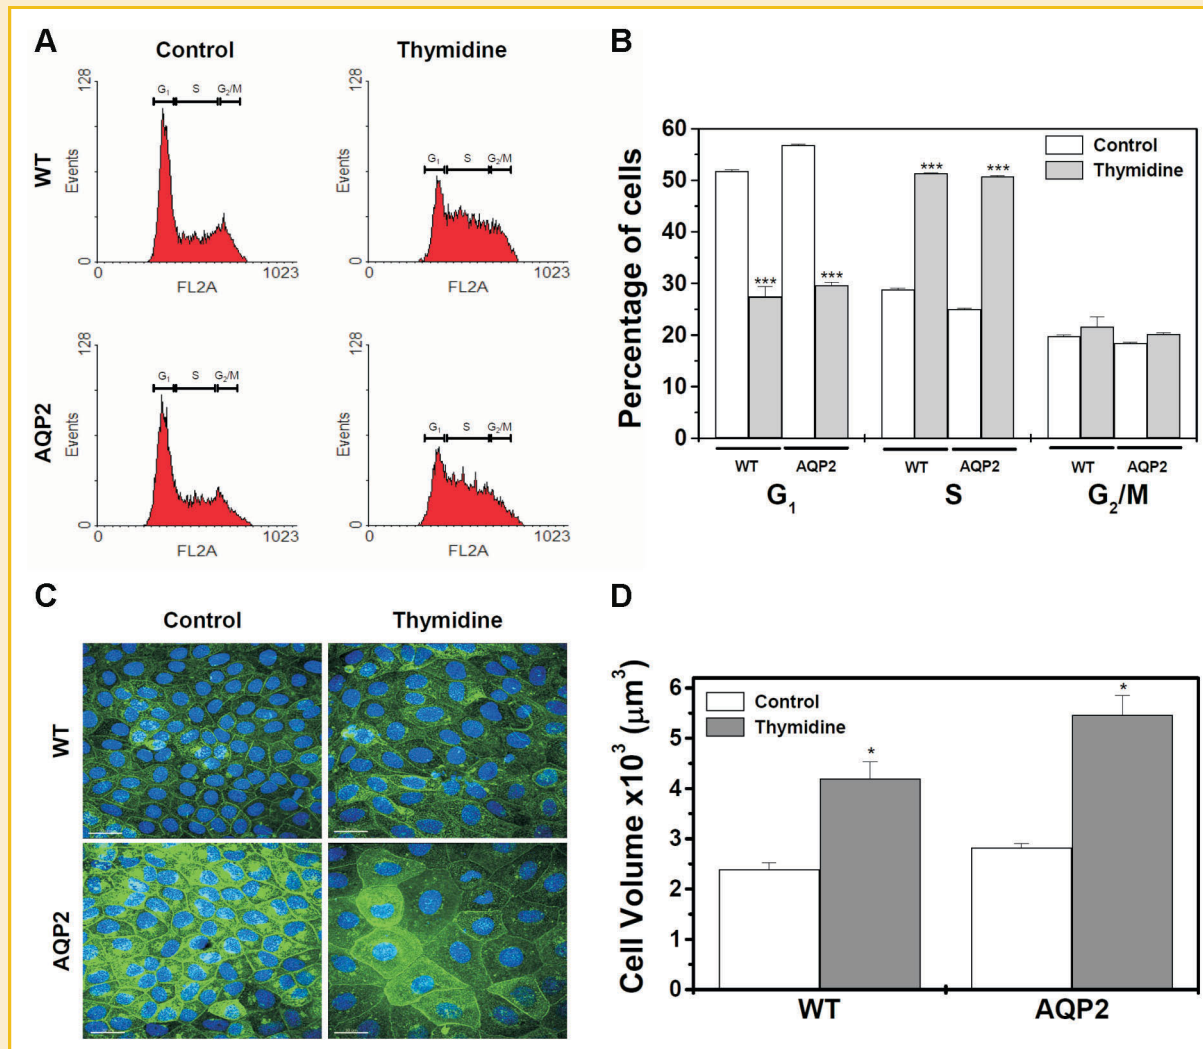 A
Control
Thymidine
WT
128
Events
0
G1 S G2/M
0 1023
FL2A
128
Events
0
G1 S G2/M
0 1023
FL2A
AQP2
128
Events
0
G1 S G2/M
0 1023
FL2A
128
Events
0
G1 S G2/M
0 1023
FL2A
B
Percentage of cells
60
50
40
30
20
10
0
Control
Thymidine
*** ***
*** ***
WT AQP2 WT AQP2 WT AQP2
G1 S G2/M
C
Control Thymidine
WT
AQP2
D
Cell Volume x10³ (µm³)
6
5
4
3
2
1
0
Control
Thymidine
* *
WT AQP2